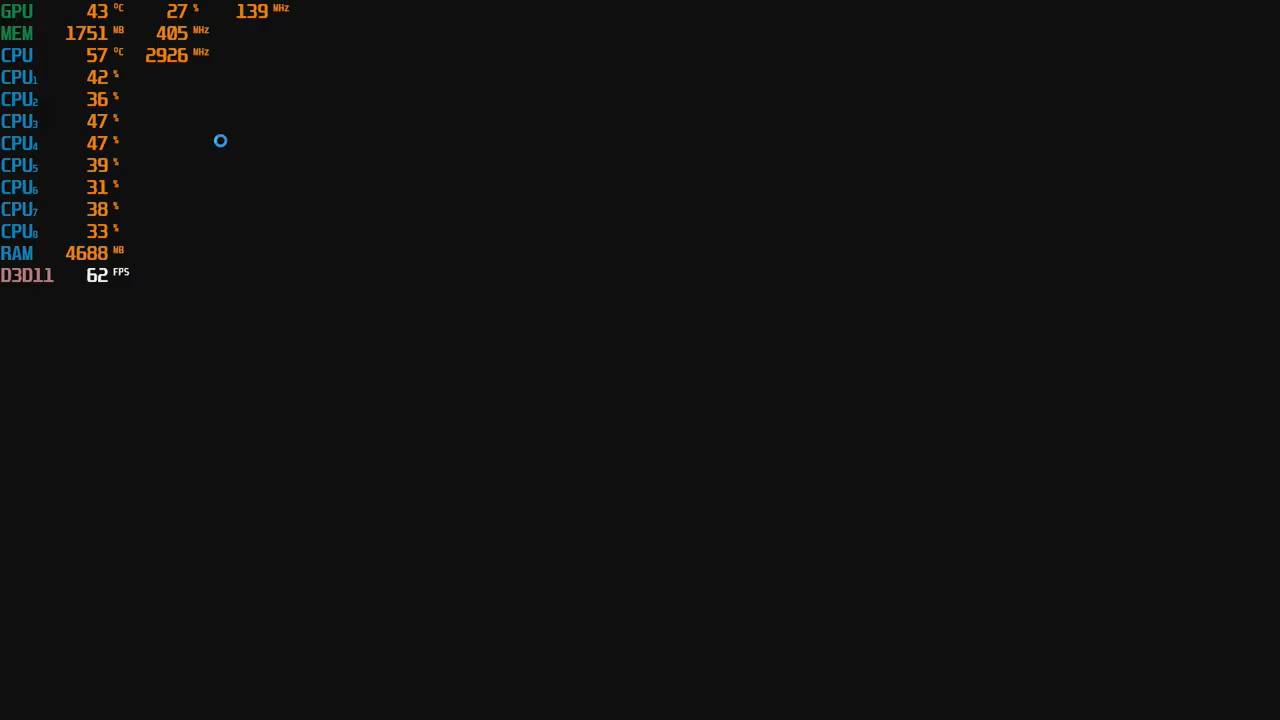 GPU 43 °C 27 % 139 MHz
MEM 1751 MB 405 MHz
CPU 57 °C 2926 MHz
CPU1 42 %
CPU2 36 %
CPU3 47 %
CPU4 47 %
CPU5 39 %
CPU6 31 %
CPU7 38 %
CPU8 33 %
RAM 4688 MB
D3D11 62 FPS